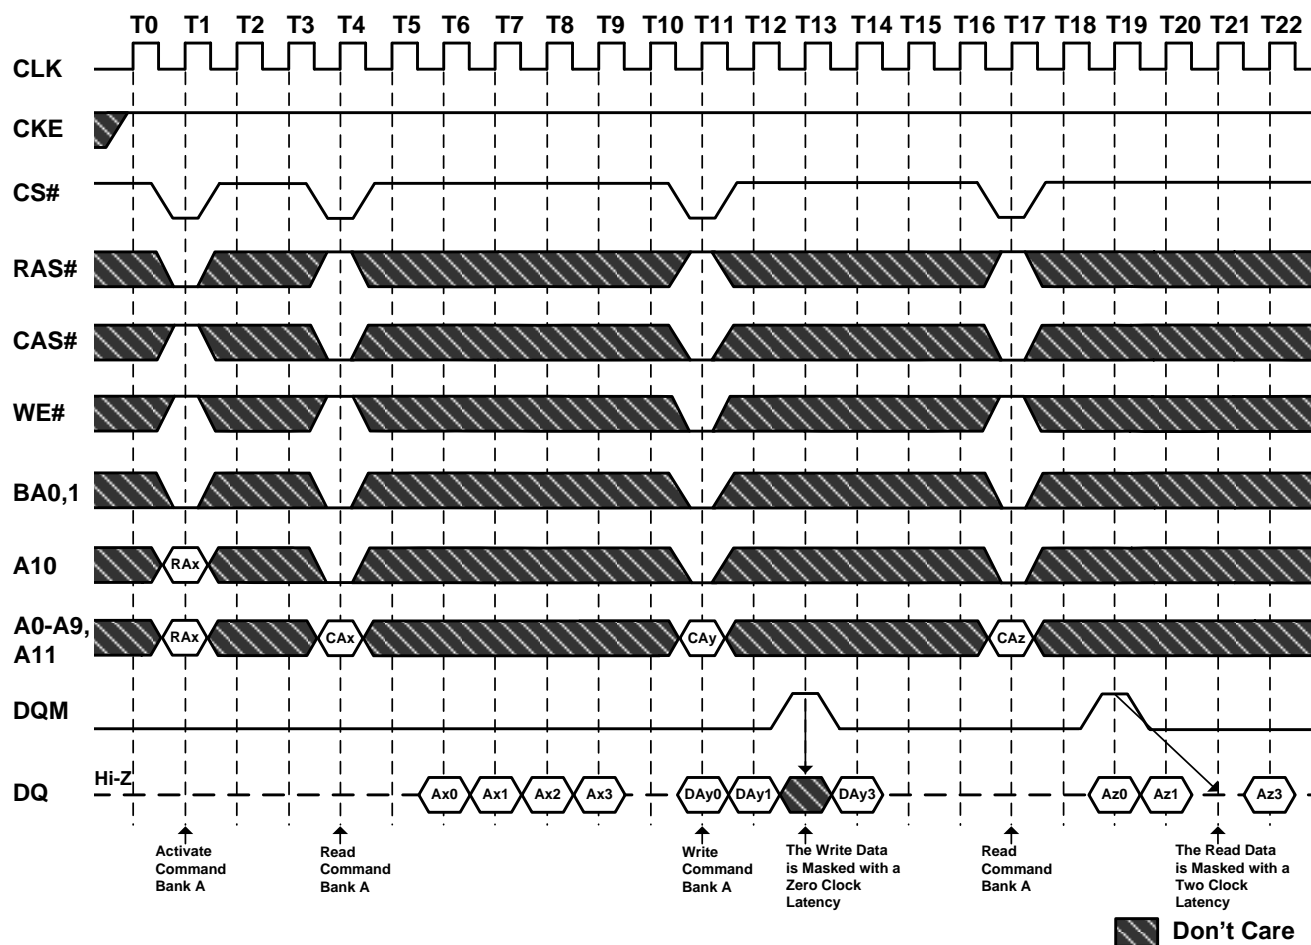 T0 T1 T2 T3 T4 T5 T6 T7 T8 T9 T10 T11 T12 T13 T14 T15 T16 T17 T18 T19 T20 T21 T22
CLK
CKE
CS#
RAS#
CAS#
WE#
BA0,1
A10
RAx
A0-A9,
A11
RAx CAx CAy CAz
DQM
Hi-Z
DQ
Ax0 Ax1 Ax2 Ax3 DAy0 DAy1 DAy3 Az0 Az1 Az3
Activate
Command
Bank A
Read
Command
Bank A
Write
Command
Bank A
The Write Data
is Masked with a
Zero Clock
Latency
Read
Command
Bank A
The Read Data
is Masked with a
Two Clock
Latency
Don't Care